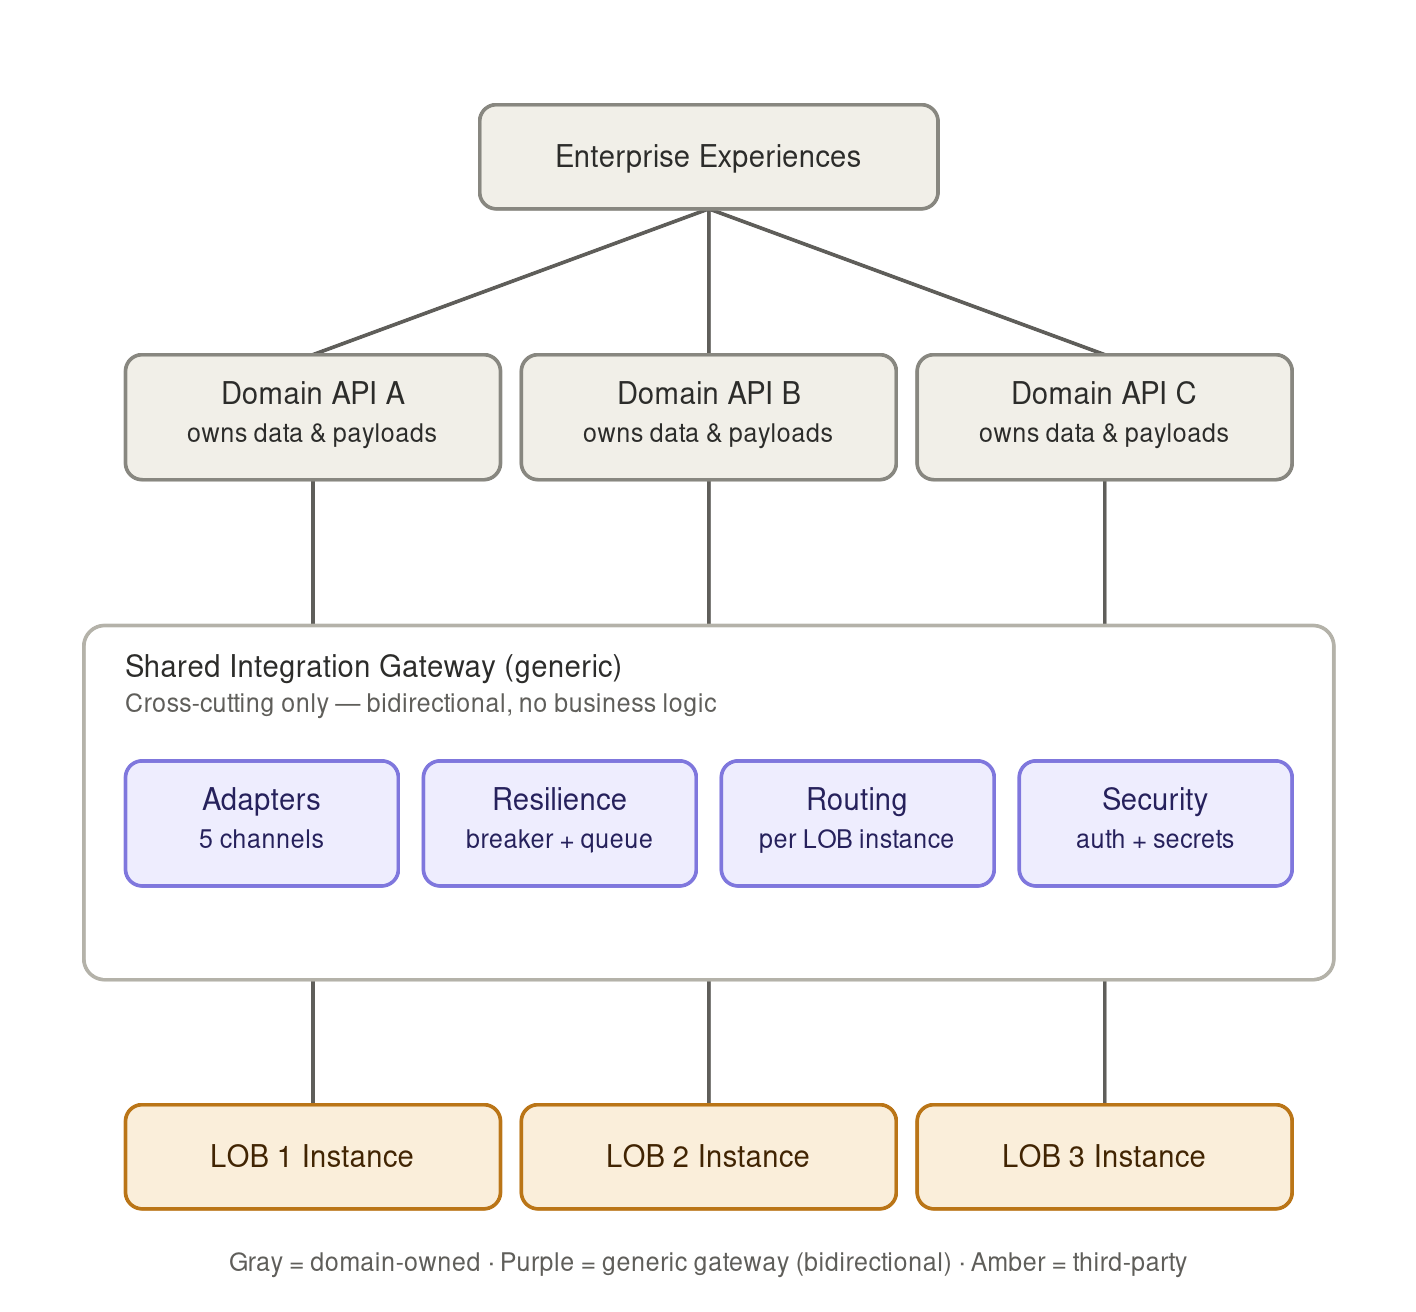 Enterprise Experiences
Domain API A
owns data & payloads
Domain API B
owns data & payloads
Domain API C
owns data & payloads
Shared Integration Gateway (generic)
Cross-cutting only — bidirectional, no business logic
Adapters
5 channels
Resilience
breaker + queue
Routing
per LOB instance
Security
auth + secrets
LOB 1 Instance
LOB 2 Instance
LOB 3 Instance
Gray = domain-owned · Purple = generic gateway (bidirectional) · Amber = third-party